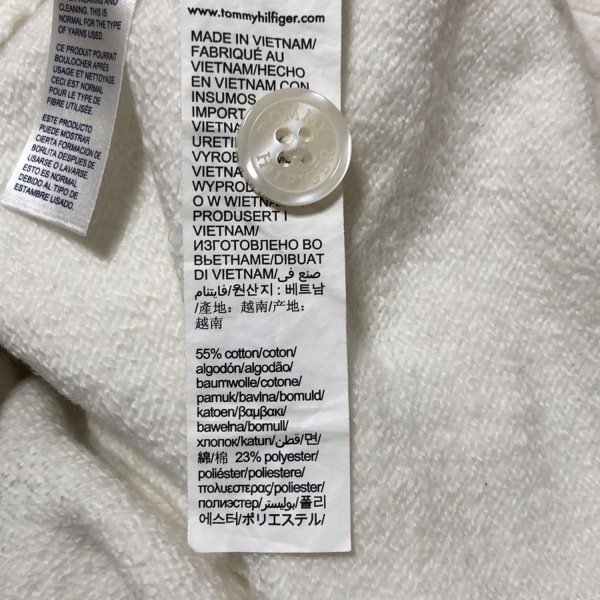 CLEANING. THIS IS
NORMAL FOR THE TYPE
OF YARNS USED.
CE PRODUIT POURRAIT
BOULOCHER APRÈS
USAGE ET NETTOYAGE.
CECI EST NORMAL
POUR LE TYPE DE
FIBRE UTILISÉE.
ESTE PRODUCTO
PUEDE MOSTRAR
CIERTA FORMACIÓN DE
BORLITA DESPUÉS DE
USARSE O LAVARSE.
ESTO ES NORMAL
DEBIDO AL TIPO DE
ESTAMBRE USADO.
www.tommyhilfiger.com
MADE IN VIETNAM/
FABRIQUÉ AU
VIETNAM/HECHO
EN VIETNAM CON
INSUMOS
IMPORT
VIETNA
URETI
VYROB
VIETNA
WYPROD
O W WIETNA
PRODUSERT I
VIETNAM/
ИЗГОТОВЛЕНО ВО
ВЬЕТНАМЕ/DIBUAT
DI VIETNAM/صنع في
فايتنام/원산지 : 베트남
/產地: 越南/产地:
越南
55% cotton/coton/
algodón/algodão/
baumwolle/cotone/
pamuk/bavlna/bomuld/
katoen/βαμβακι/
bawełna/bomull/
хлопок/katun/قطن/면/
綿/棉 23% polyester/
poliéster/poliestere/
πολυεστερας/poliester/
полиэстер/بوليستر/폴리
에스터/ポリエステル/